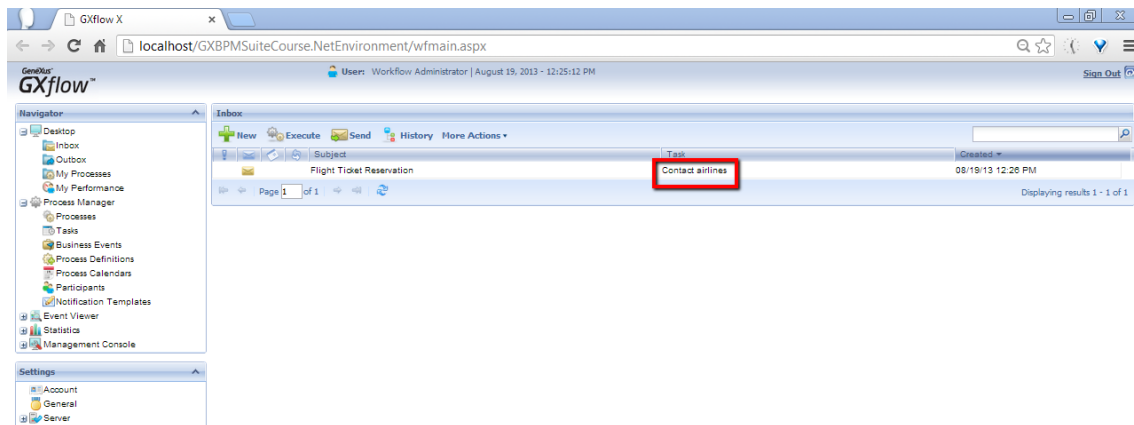 GXflow X
localhost/GXBPMSuiteCourse.NetEnvironment/wfmain.aspx
GeneXus
GXflow™
User: Workflow Administrator | August 19, 2013 - 12:25:12 PM
Sign Out
Navigator
Desktop
Inbox
Outbox
My Processes
My Performance
Process Manager
Processes
Tasks
Business Events
Process Definitions
Process Calendars
Participants
Notification Templates
Event Viewer
Statistics
Management Console
Settings
Account
General
Server
Inbox
New Execute Send History More Actions
Subject Task Created
Flight Ticket Reservation Contact airlines 08/19/13 12:26 PM
Page 1 of 1 Displaying results 1 - 1 of 1